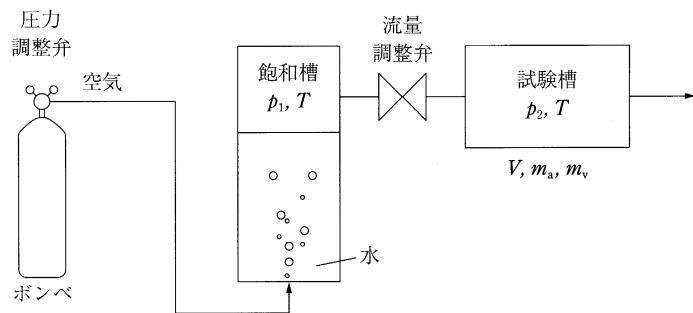 圧力
調整弁
空気
ボンベ
飽和槽
p₁, T
水
流量
調整弁
試験槽
p₂, T
V, mₐ, mᵥ